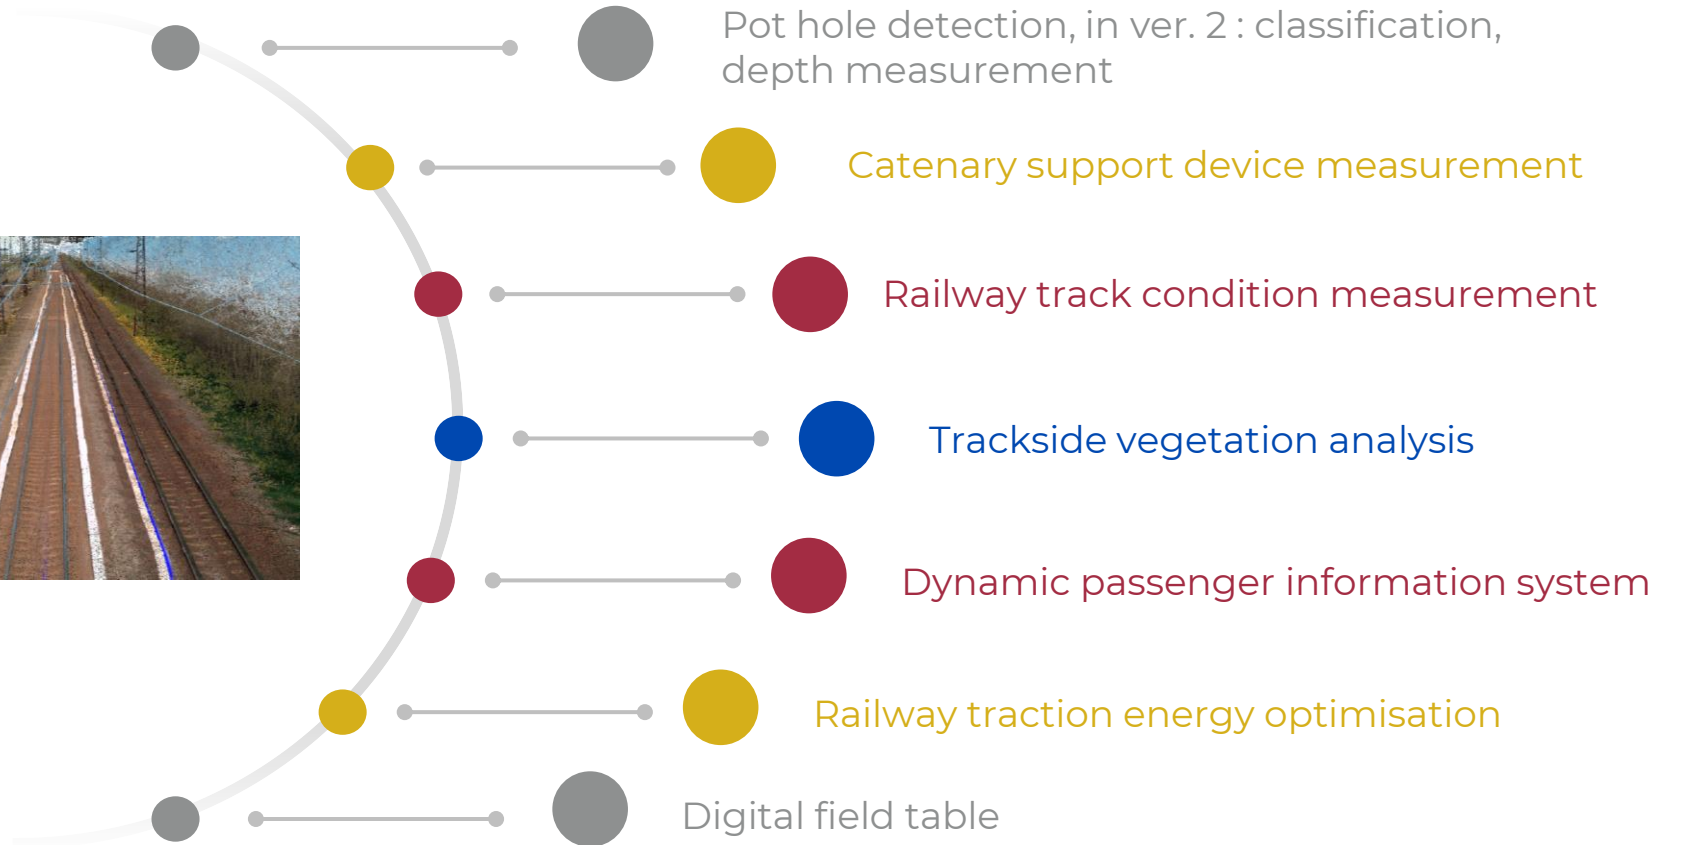 Pot hole detection, in ver. 2 : classification,
depth measurement
Catenary support device measurement
Railway track condition measurement
Trackside vegetation analysis
Dynamic passenger information system
Railway traction energy optimisation
Digital field table